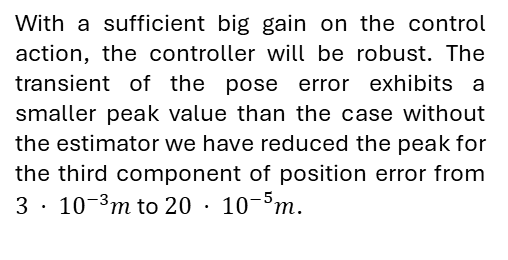 With a sufficient big gain on the control
action, the controller will be robust. The
transient of the pose error exhibits a
smaller peak value than the case without
the estimator we have reduced the peak for
the third component of position error from
3 · 10⁻³m to 20 · 10⁻⁵m.